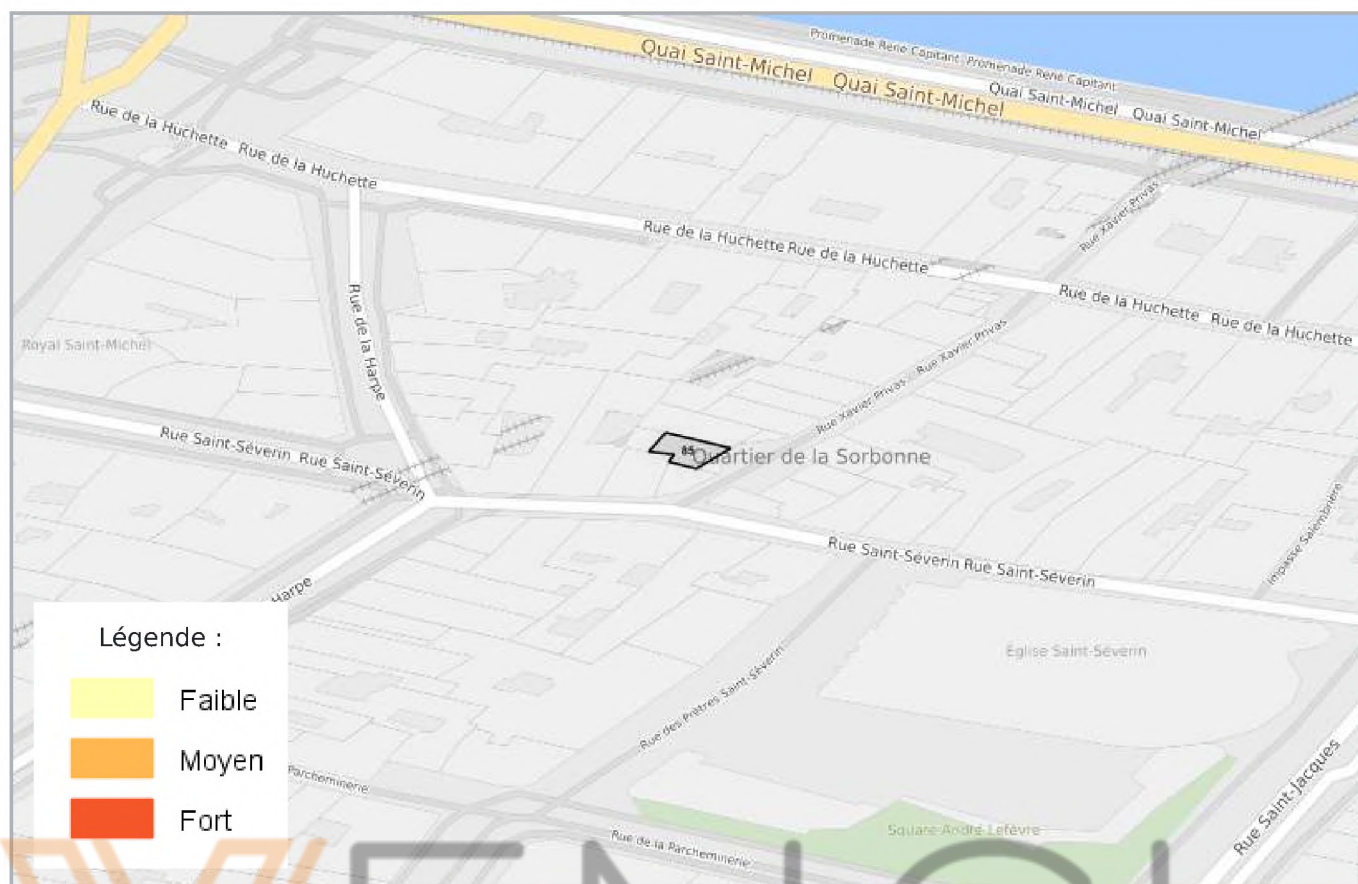 Promenade René Capitant Promenade René Capitant
Quai Saint-Michel Quai Saint-Michel
Quai Saint-Michel Quai Saint-Michel
Rue de la Huchette Rue de la Huchette
Rue Xavier Privas
Rue de la Huchette Rue de la Huchette
Rue de la Huchette Rue de la Huchette
Rue de la Harpe
Royal Saint-Michel
Rue Xavier Privas Rue Xavier Privas
Rue Saint-Séverin Rue Saint-Séverin
85
Quartier de la Sorbonne
Impasse Salembrière
Rue Saint-Séverin Rue Saint-Séverin
Harpe
Église Saint-Séverin
Rue des Prêtres Saint-Séverin
Légende :
Faible
Moyen
Fort
Parcheminerie
Rue de la Parcheminerie
Square André Lefèvre
Rue Saint-Jacques